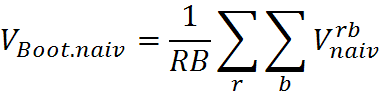 V_{Boot.naiv} = \frac{1}{RB} \sum_{r} \sum_{b} V_{naiv}^{rb}